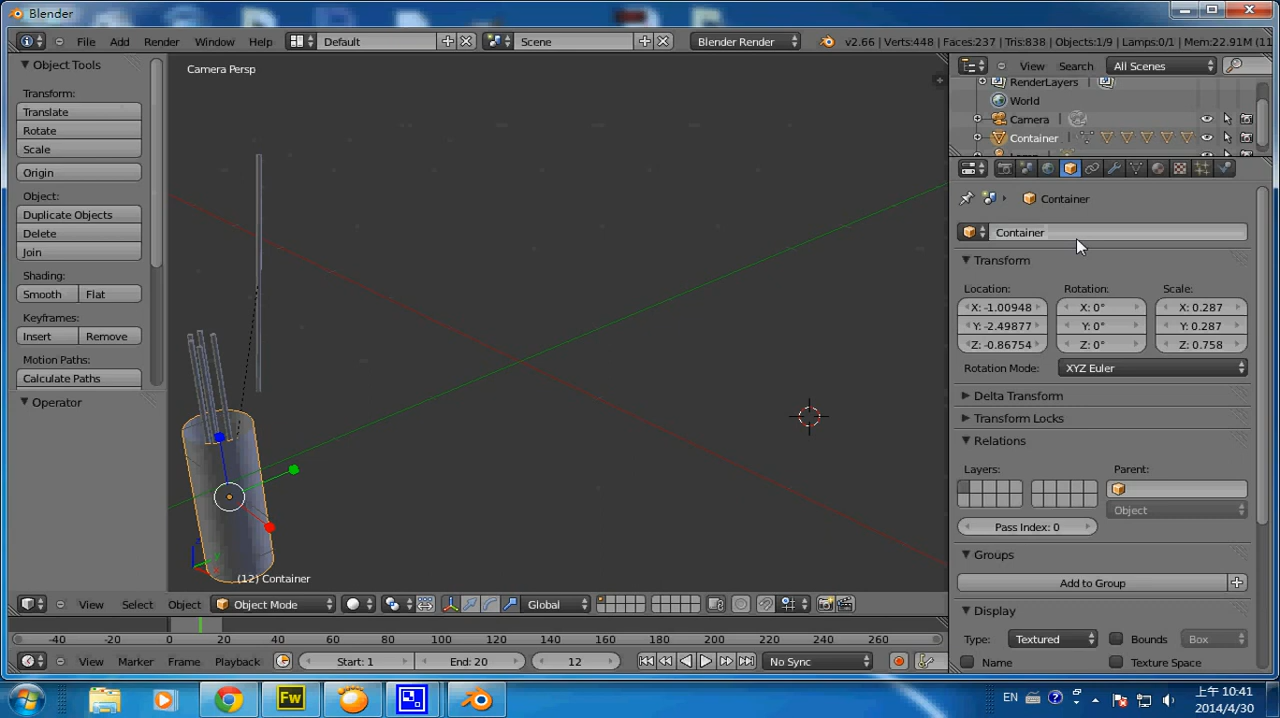 Blender
File Add Render Window Help Default Scene Blender Render v2.66 | Verts:448 | Faces:237 | Tris:838 | Objects:1/9 | Lamps:0/1 | Mem:22.91M (11
Object Tools
Transform:
Translate
Rotate
Scale
Origin
Object:
Duplicate Objects
Delete
Join
Shading:
Smooth Flat
Keyframes:
Insert Remove
Motion Paths:
Calculate Paths
Operator
Camera Persp
(12) Container
View Search All Scenes
RenderLayers
World
Camera
Container
Container
Container
Transform
Location: Rotation: Scale:
X: -1.00948 X: 0° X: 0.287
Y: -2.49877 Y: 0° Y: 0.287
Z: -0.86754 Z: 0° Z: 0.758
Rotation Mode: XYZ Euler
Delta Transform
Transform Locks
Relations
Layers: Parent:
Object
Pass Index: 0
Groups
Add to Group
Display
Type: Textured Bounds Box
Name Texture Space
View Select Object Object Mode Global
-40 -20 0 20 40 60 80 100 120 140 160 180 200 220 240 260
View Marker Frame Playback Start: 1 End: 20 12 No Sync
Fw EN 上午 10:41
2014/4/30